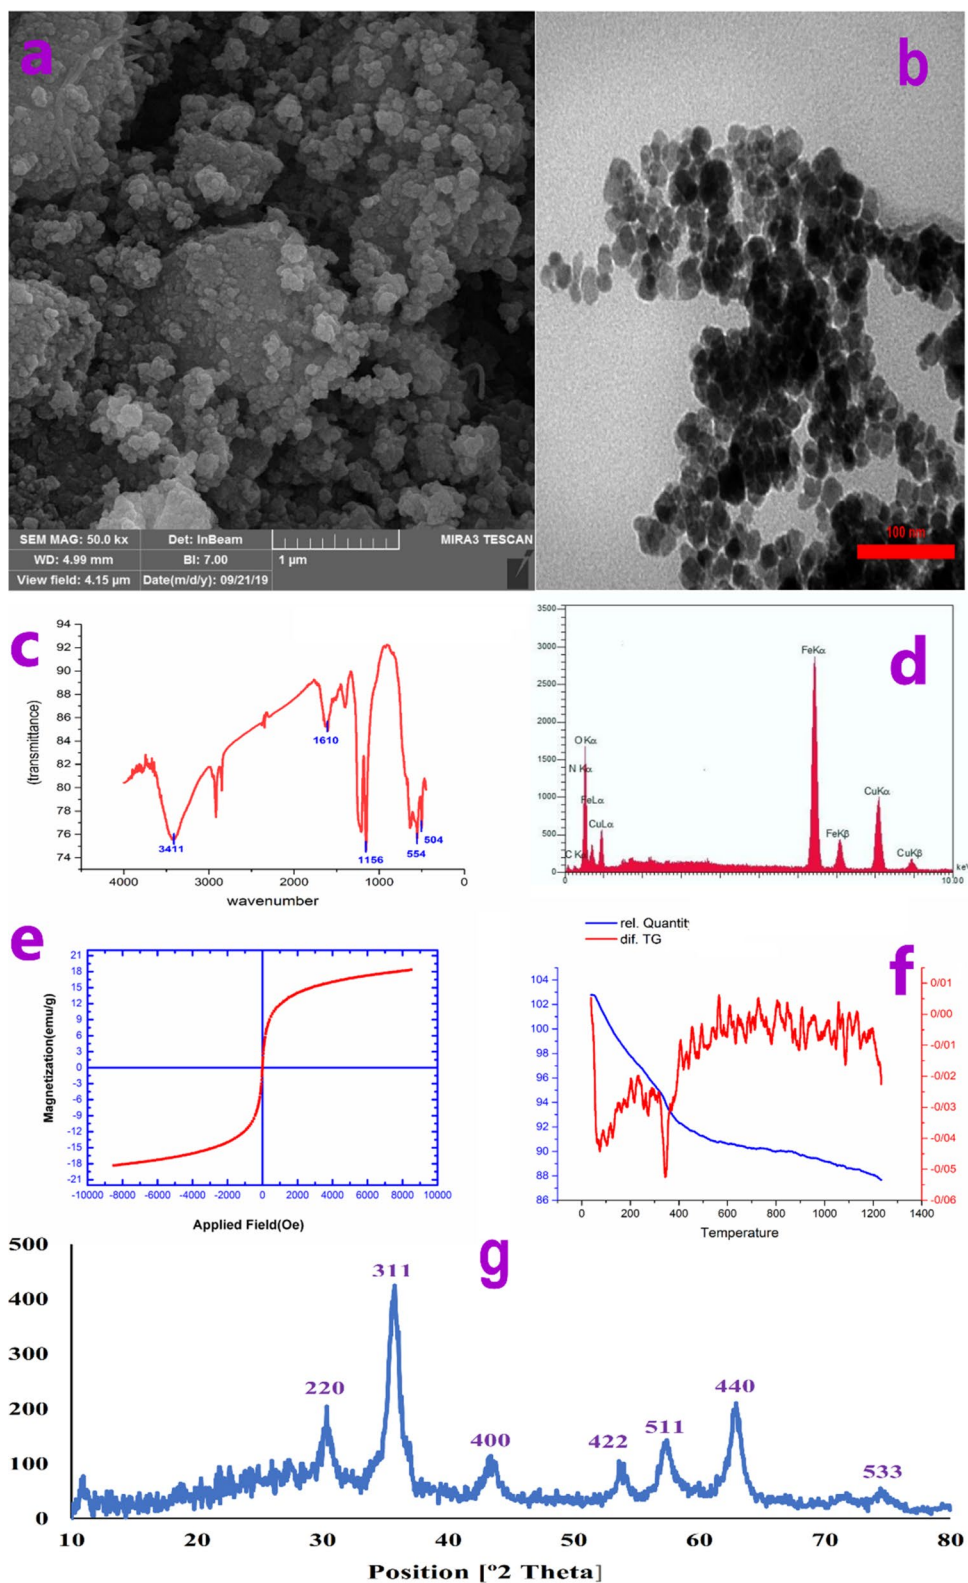 a
b
SEM MAG: 50.0 kx Det: InBeam MIRA3 TESCAN
WD: 4.99 mm BI: 7.00 1 µm
View field: 4.15 µm Date(m/d/y): 09/21/19
100 nm
c
94
92
90
88
86
84
82
80
78
76
74
(transmittance)
1610
3411
1156
554
504
4000 3000 2000 1000 0
wavenumber
d
3500
3000
2500
2000
1500
1000
500
0
FeKα
OKα
N Kα
FeLα
CuLα
C Kα
CuKα
FeKβ
CuKβ
0 10.00
keV
e
21
18
15
12
9
6
3
0
-3
-6
-9
-12
-15
-18
-21
Magnetization(emu/g)
-10000 -8000 -6000 -4000 -2000 0 2000 4000 6000 8000 10000
Applied Field(Oe)
rel. Quantit
dif. TG
f
104
102
100
98
96
94
92
90
88
86
0/01
0/00
-0/01
-0/02
-0/03
-0/04
-0/05
-0/06
0 200 400 600 800 1000 1200 1400
Temperature
g
500
400
300
200
100
0
311
220
400
422
511
440
533
10 20 30 40 50 60 70 80
Position [º2 Theta]